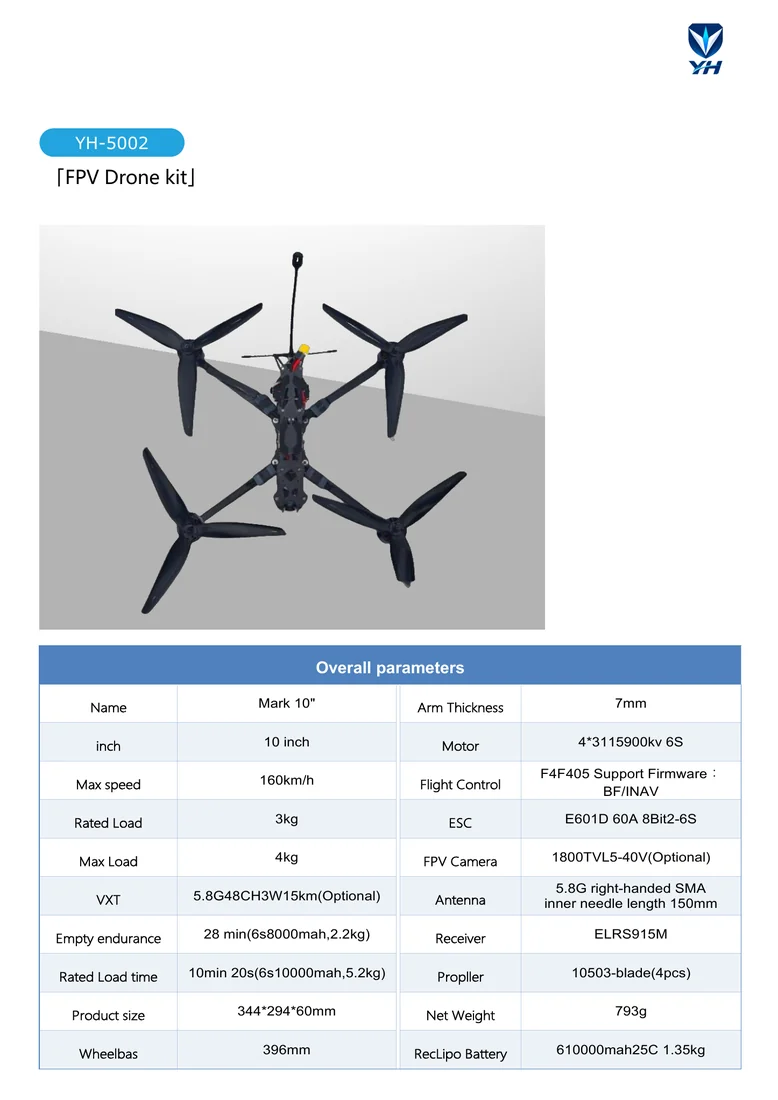 YH
YH-5002
「FPV Drone kit」
Overall parameters
Name Mark 10" Arm Thickness 7mm
inch 10 inch Motor 4*3115900kv 6S
Max speed 160km/h Flight Control F4F405 Support Firmware：
BF/INAV
Rated Load 3kg ESC E601D 60A 8Bit2-6S
Max Load 4kg FPV Camera 1800TVL5-40V(Optional)
VXT 5.8G48CH3W15km(Optional) Antenna 5.8G right-handed SMA
inner needle length 150mm
Empty endurance 28 min(6s8000mah,2.2kg) Receiver ELRS915M
Rated Load time 10min 20s(6s10000mah,5.2kg) Propller 10503-blade(4pcs)
Product size 344*294*60mm Net Weight 793g
Wheelbas 396mm RecLipo Battery 610000mah25C 1.35kg